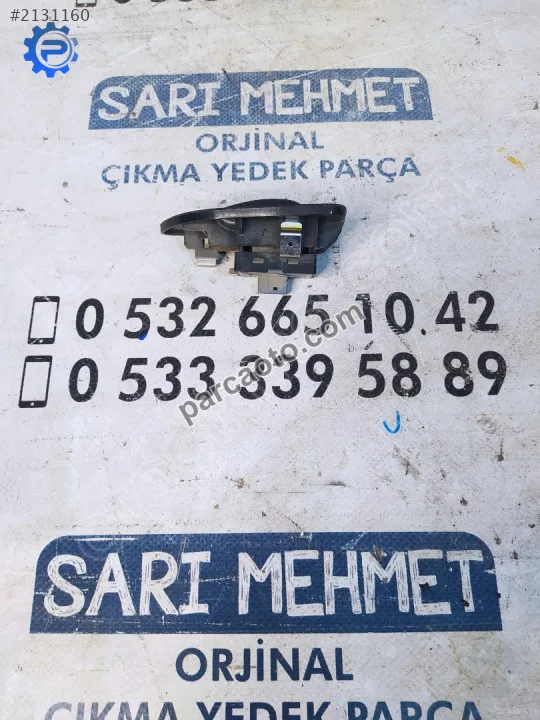 #2131160
SARI MEHMET
ORJİNAL
ÇIKMA YEDEK PARÇA
0 532 665 10 42
0 533 339 58 89
parcaoto.com
SARI MEHMET
ORJİNAL
ÇIKMA YEDEK PARÇA